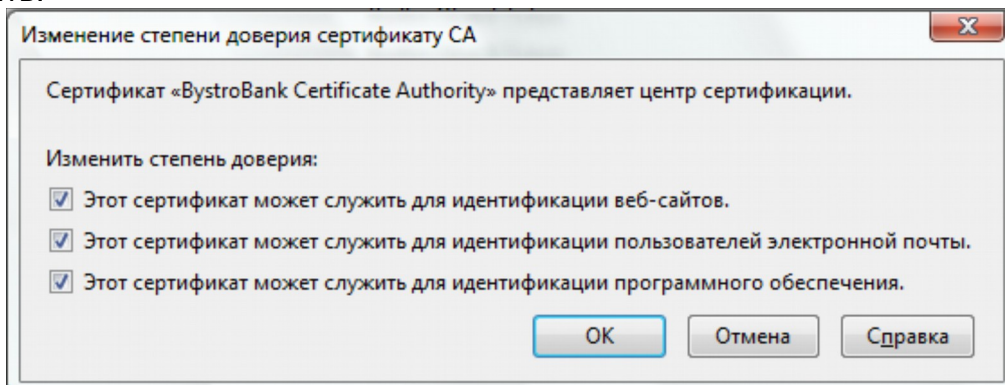 Изменение степени доверия сертификату CA
Сертификат «BystroBank Certificate Authority» представляет центр сертификации.
Изменить степень доверия:
Этот сертификат может служить для идентификации веб-сайтов.
Этот сертификат может служить для идентификации пользователей электронной почты.
Этот сертификат может служить для идентификации программного обеспечения.
ОК Отмена Справка